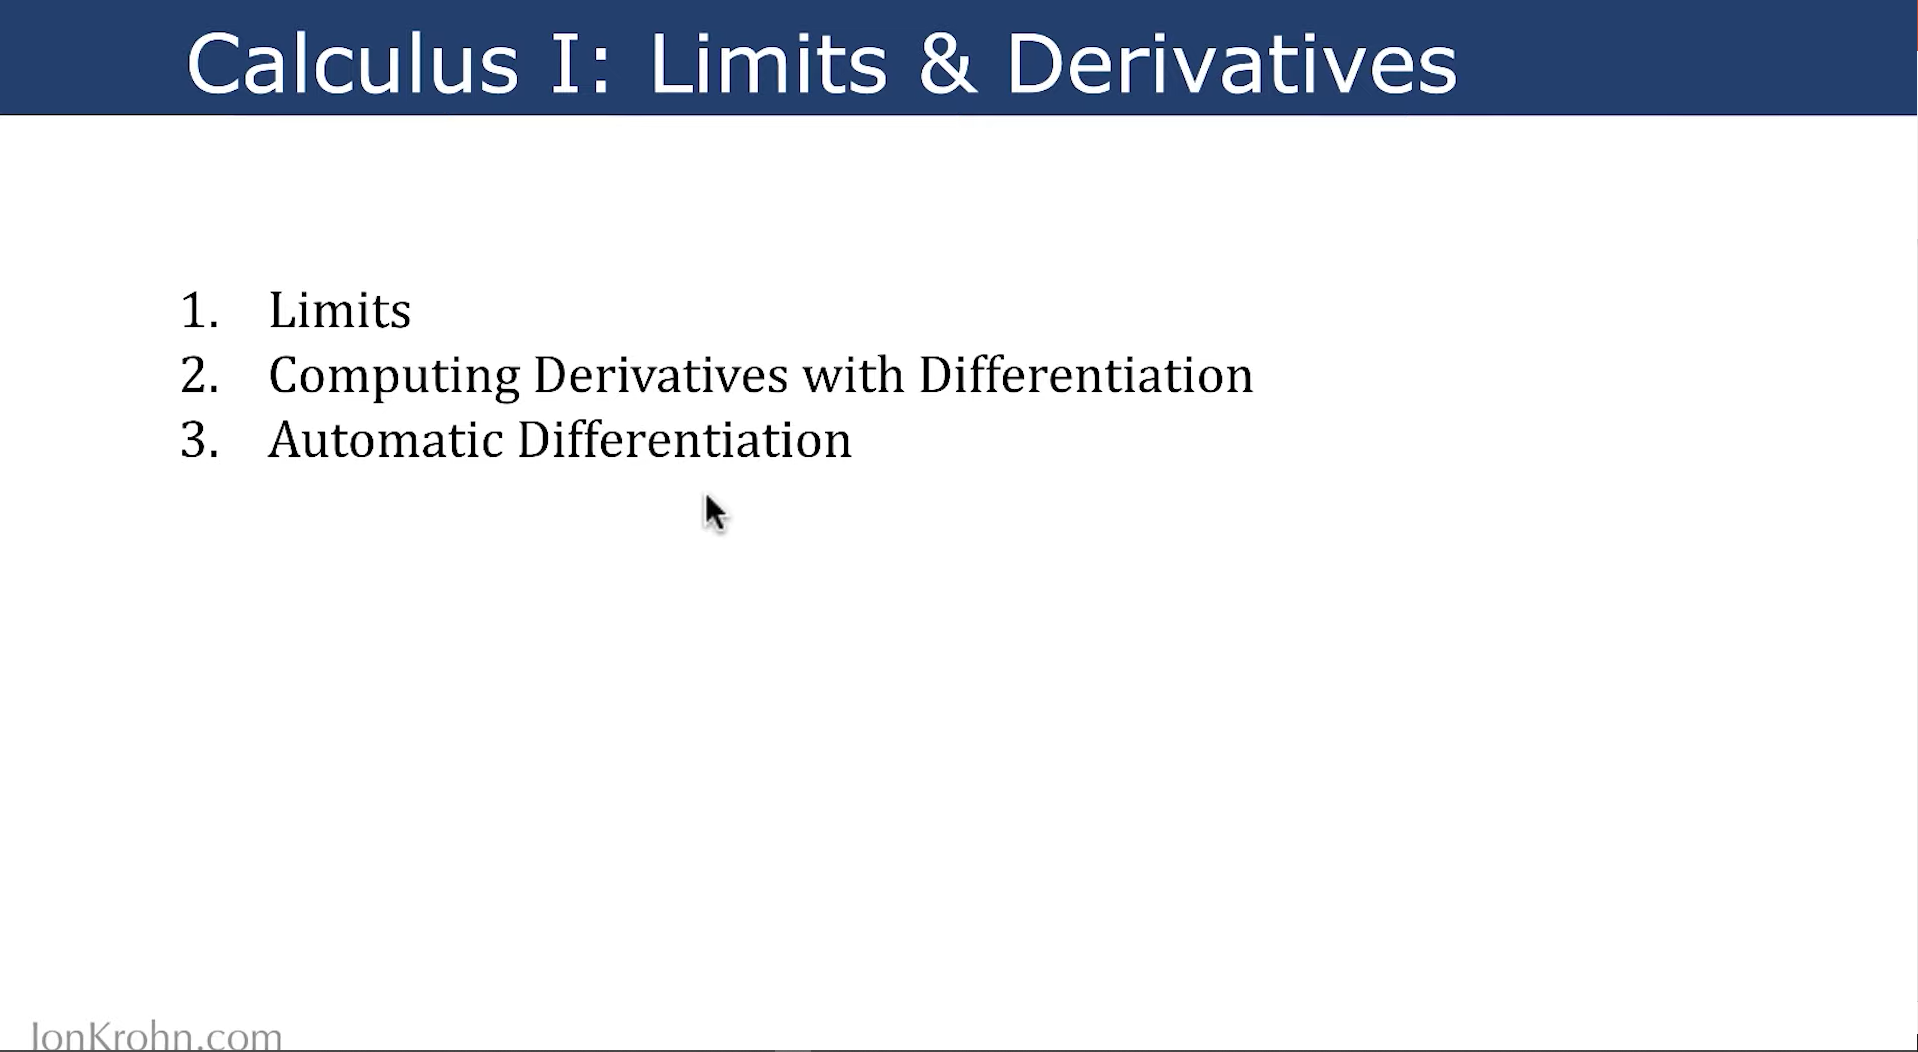 Calculus I: Limits & Derivatives
1. Limits
2. Computing Derivatives with Differentiation
3. Automatic Differentiation
JonKrohn.com